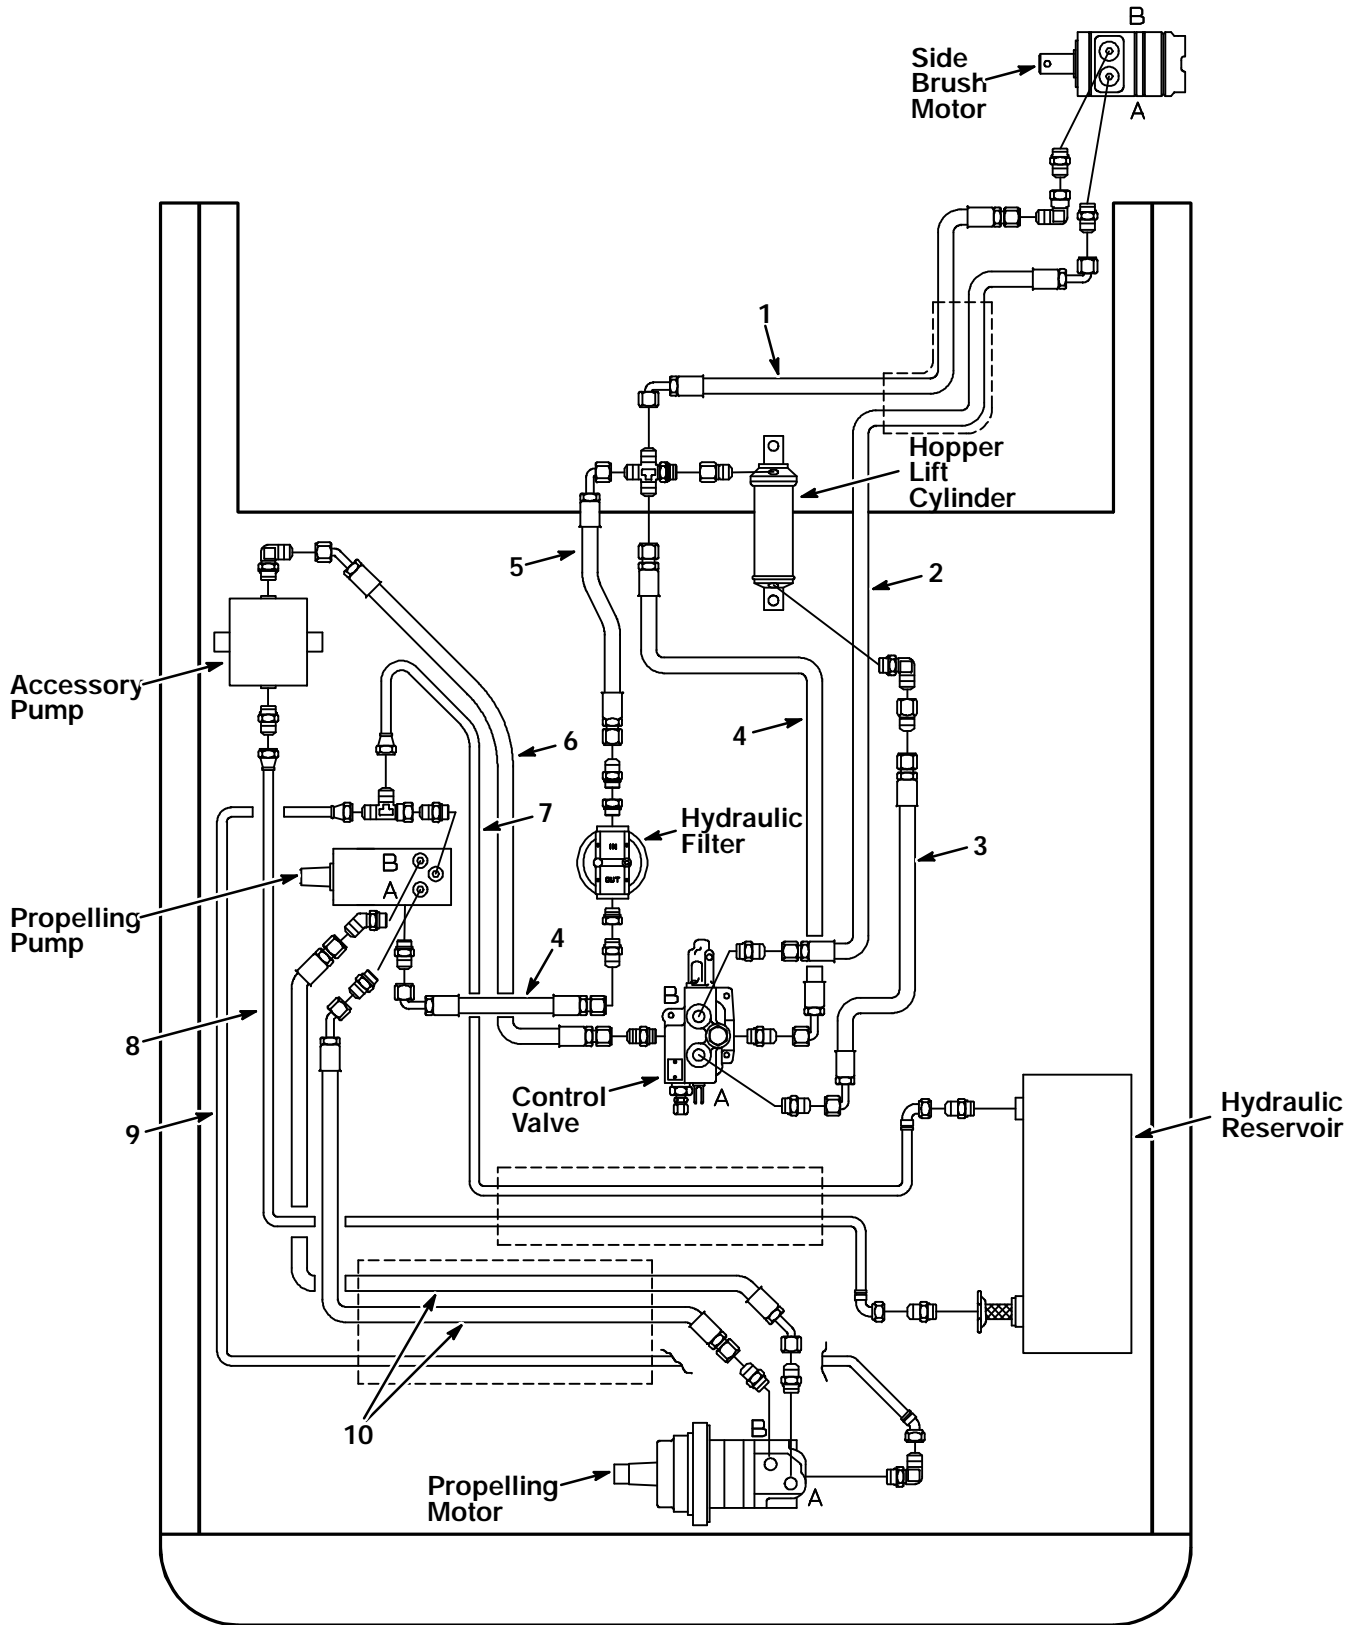 B
Side
Brush
Motor
A
1
Hopper
Lift
Cylinder
5
2
Accessory
Pump
6
4
7
Hydraulic
Filter
3
IN
OUT
B
A
Propelling
Pump
4
B
8
Control
Valve
A
9
Hydraulic
Reservoir
10
B
Propelling
Motor
A